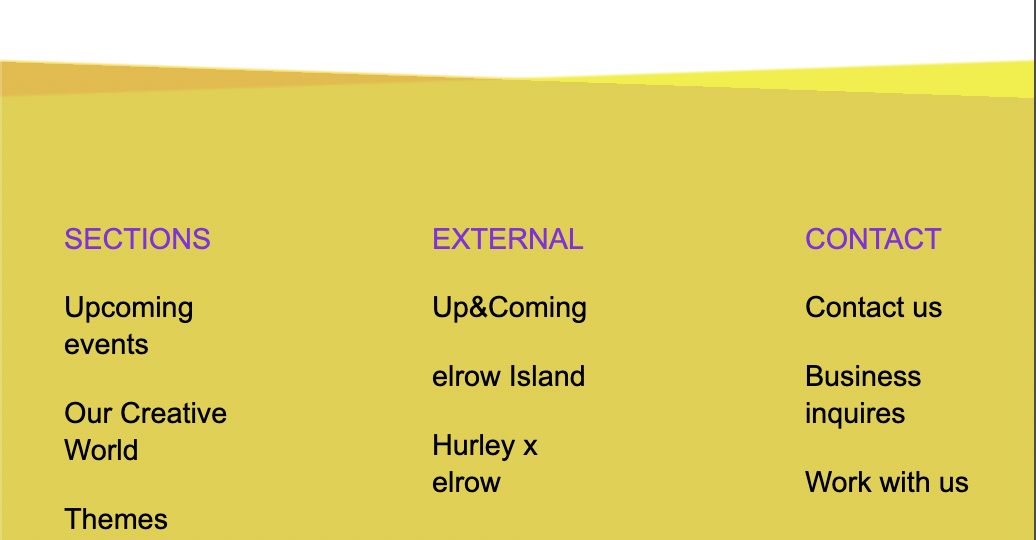 SECTIONS
Upcoming
events
Our Creative
World
Themes
EXTERNAL
Up&Coming
elrow Island
Hurley x
elrow
CONTACT
Contact us
Business
inquires
Work with us